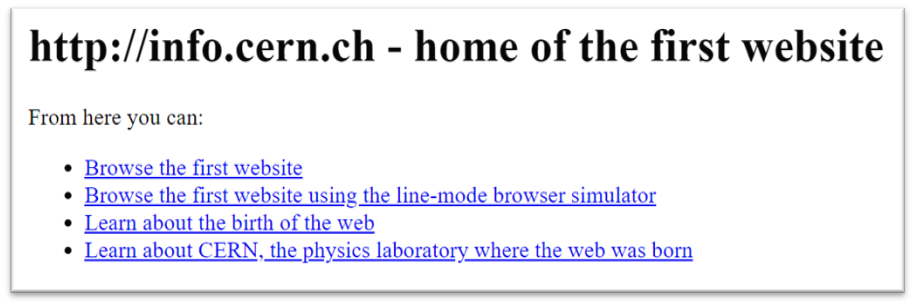 http://info.cern.ch - home of the first website
From here you can:
• Browse the first website
• Browse the first website using the line-mode browser simulator
• Learn about the birth of the web
• Learn about CERN, the physics laboratory where the web was born